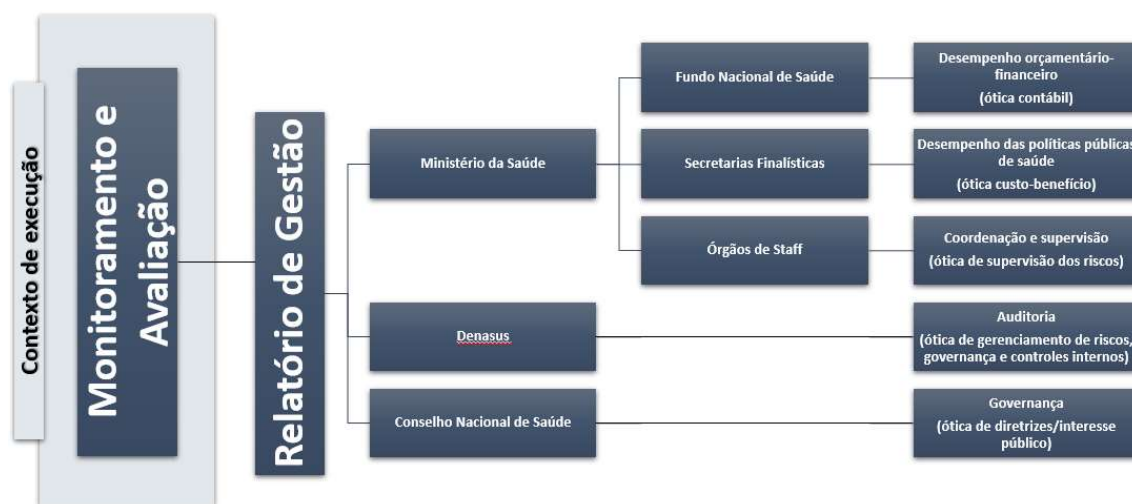 Contexto de execução
Monitoramento e
Avaliação
Relatório de Gestão
Ministério da Saúde
Fundo Nacional de Saúde
Desempenho orçamentário-
financeiro
(ótica contábil)
Secretarias Finalísticas
Desempenho das políticas públicas
de saúde
(ótica custo-benefício)
Órgãos de Staff
Coordenação e supervisão
(ótica de supervisão dos riscos)
Denasus
Auditoria
(ótica de gerenciamento de riscos,
governança e controles internos)
Conselho Nacional de Saúde
Governança
(ótica de diretrizes/interesse
público)